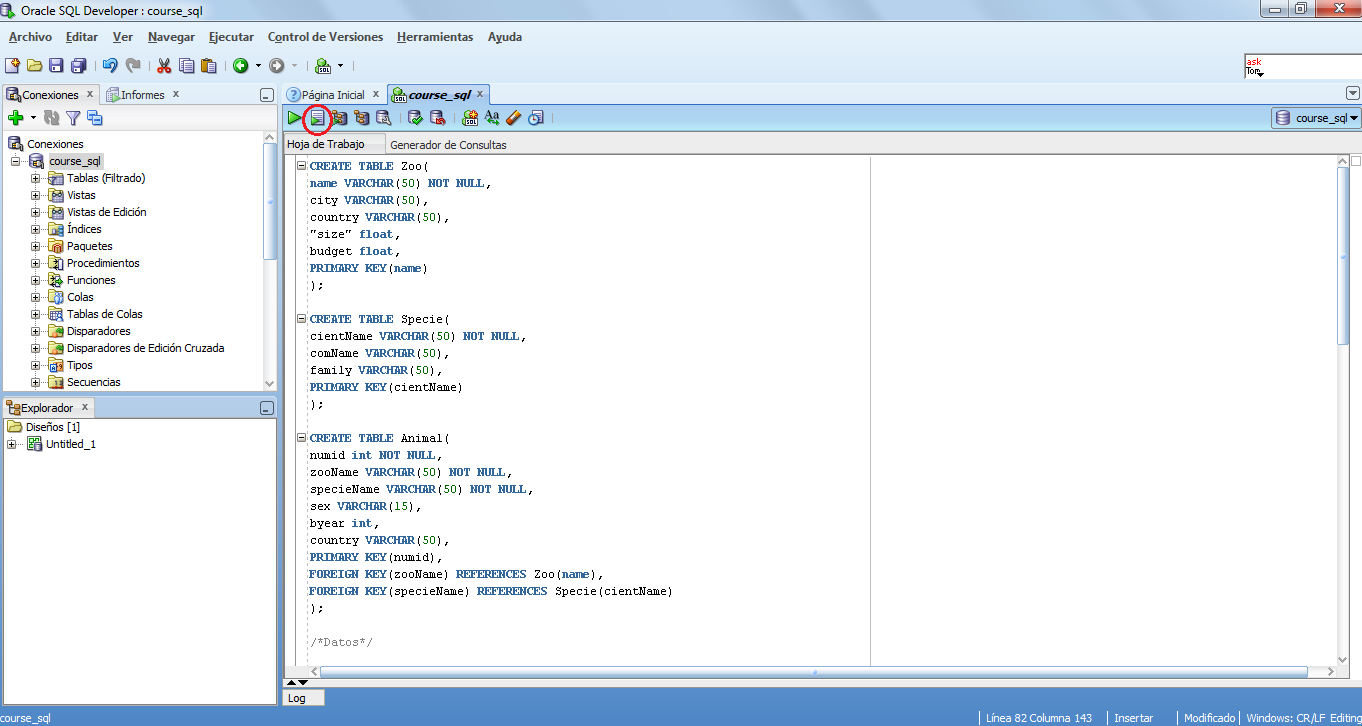 Oracle SQL Developer : course_sql
Archivo Editar Ver Navegar Ejecutar Control de Versiones Herramientas Ayuda
SQL
ask
Tom
Conexiones x Informes x
Página Inicial x course_sql x
course_sql
Conexiones
course_sql
Tablas (Filtrado)
Vistas
Vistas de Edición
Índices
Paquetes
Procedimientos
Funciones
Colas
Tablas de Colas
Disparadores
Disparadores de Edición Cruzada
Tipos
Secuencias
Explorador x
Diseños [1]
Untitled_1
Hoja de Trabajo Generador de Consultas
CREATE TABLE Zoo(
name VARCHAR(50) NOT NULL,
city VARCHAR(50),
country VARCHAR(50),
"size" float,
budget float,
PRIMARY KEY(name)
);
CREATE TABLE Specie(
cientName VARCHAR(50) NOT NULL,
comName VARCHAR(50),
family VARCHAR(50),
PRIMARY KEY(cientName)
);
CREATE TABLE Animal(
numid int NOT NULL,
zooName VARCHAR(50) NOT NULL,
specieName VARCHAR(50) NOT NULL,
sex VARCHAR(15),
byear int,
country VARCHAR(50),
PRIMARY KEY(numid),
FOREIGN KEY(zooName) REFERENCES Zoo(name),
FOREIGN KEY(specieName) REFERENCES Specie(cientName)
);
/*Datos*/
Log
course_sql
Línea 82 Columna 143 Insertar Modificado Windows: CR/LF Editing